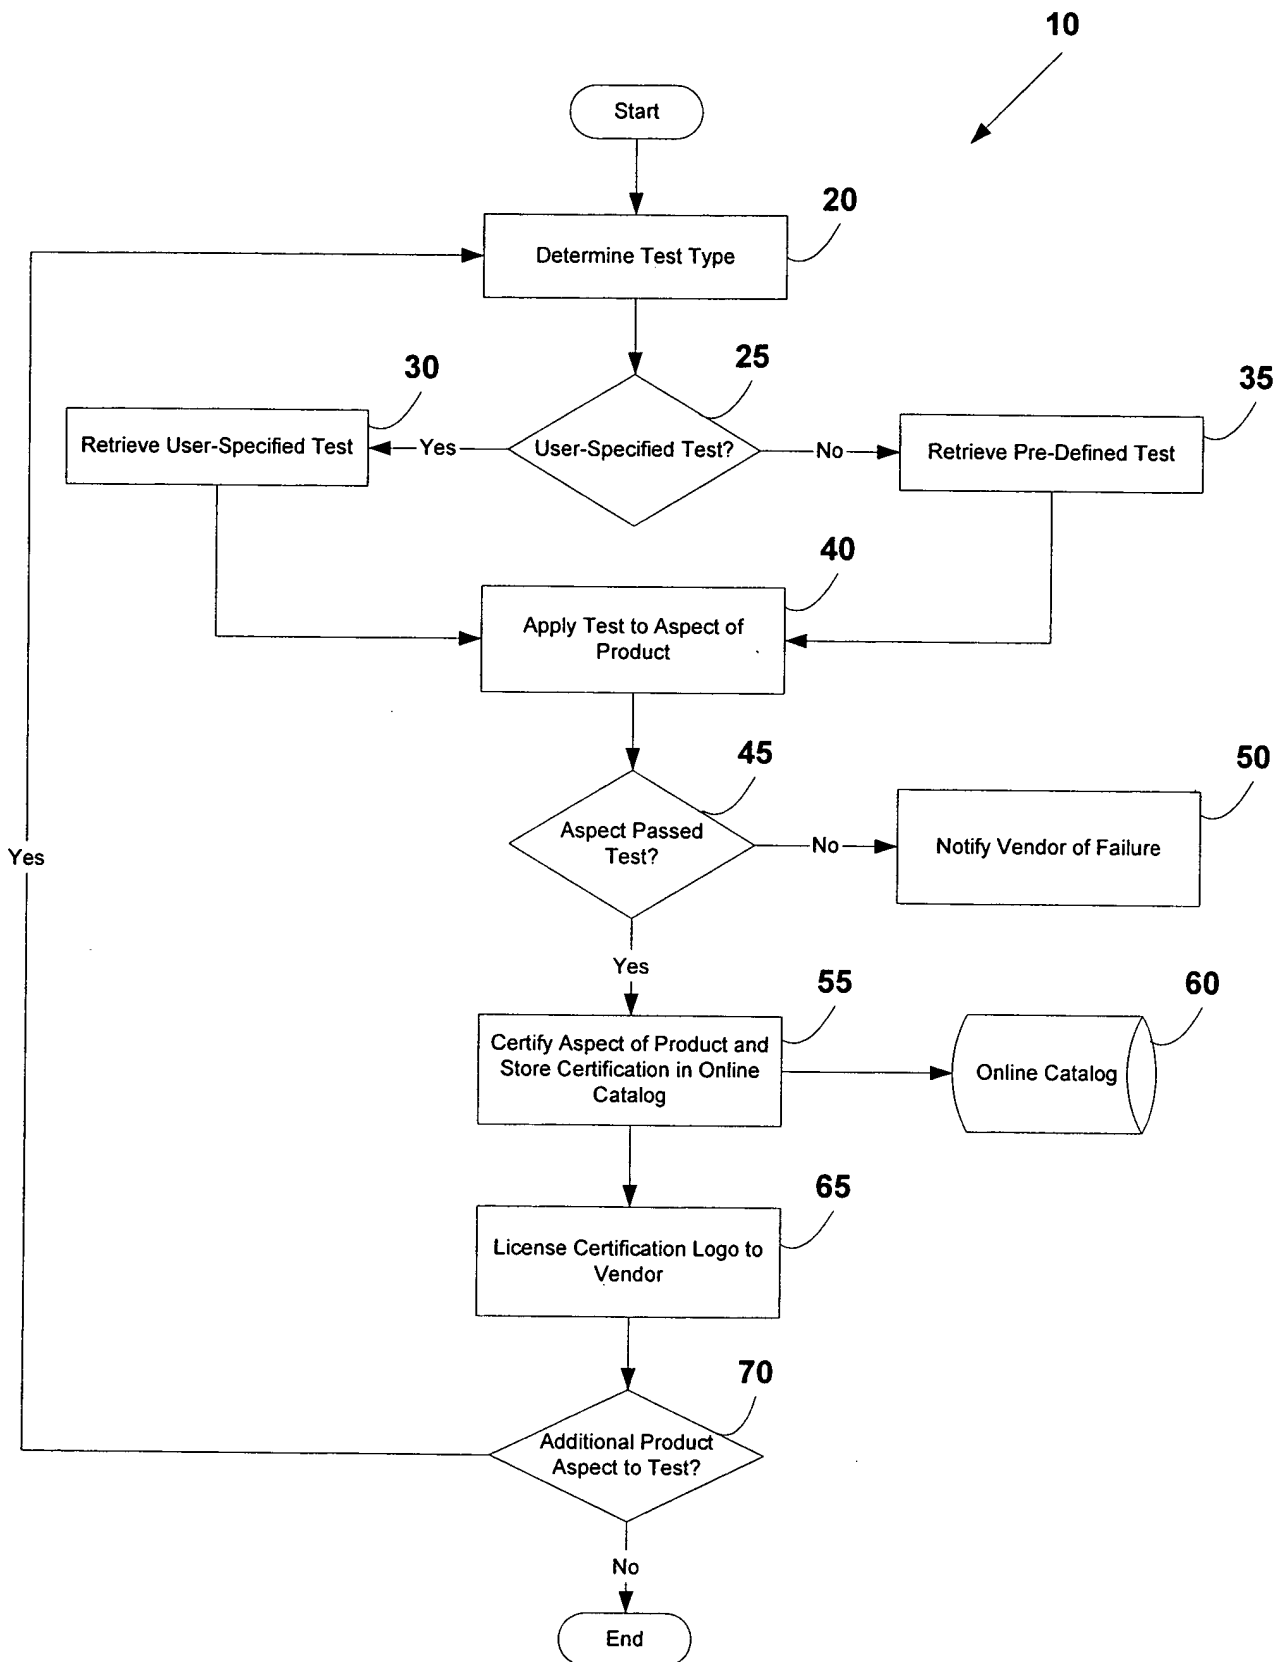 10
Start
20
Determine Test Type
25
30
35
Retrieve User-Specified Test
Yes
User-Specified Test?
No
Retrieve Pre-Defined Test
40
Apply Test to Aspect of
Product
45
50
Aspect Passed
Test?
No
Notify Vendor of Failure
Yes
Yes
55
60
Certify Aspect of Product and
Store Certification in Online
Catalog
Online Catalog
65
License Certification Logo to
Vendor
70
Additional Product
Aspect to Test?
No
End